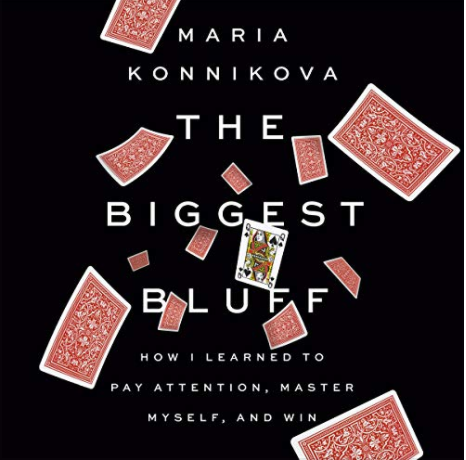 MARIA
KONNIKOVA
THE
BIGGEST
BLUFF
HOW I LEARNED TO
PAY ATTENTION, MASTER
MYSELF, AND WIN